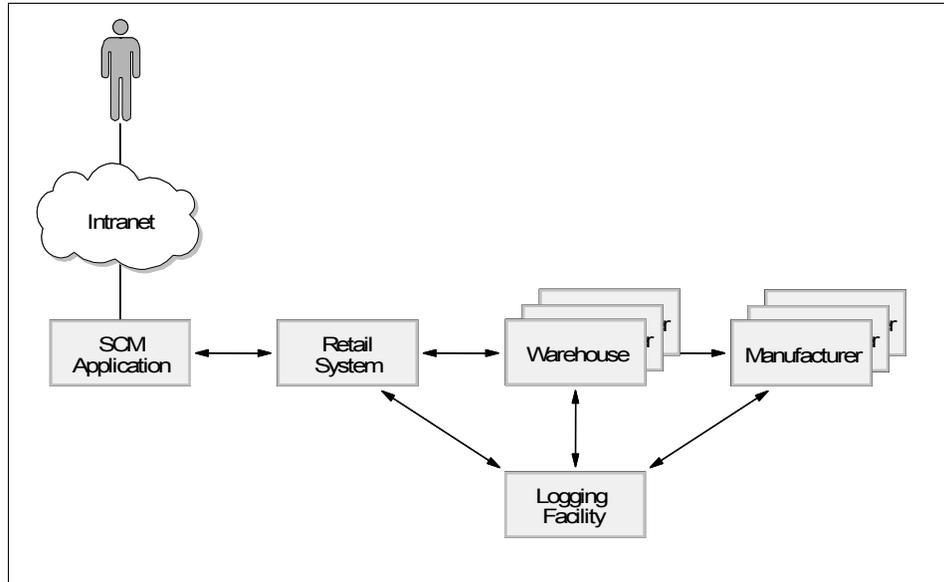 Intranet
SCM
Application
Retail
System
Warehouse
r
r
Manufacturer
r
r
Logging
Facility